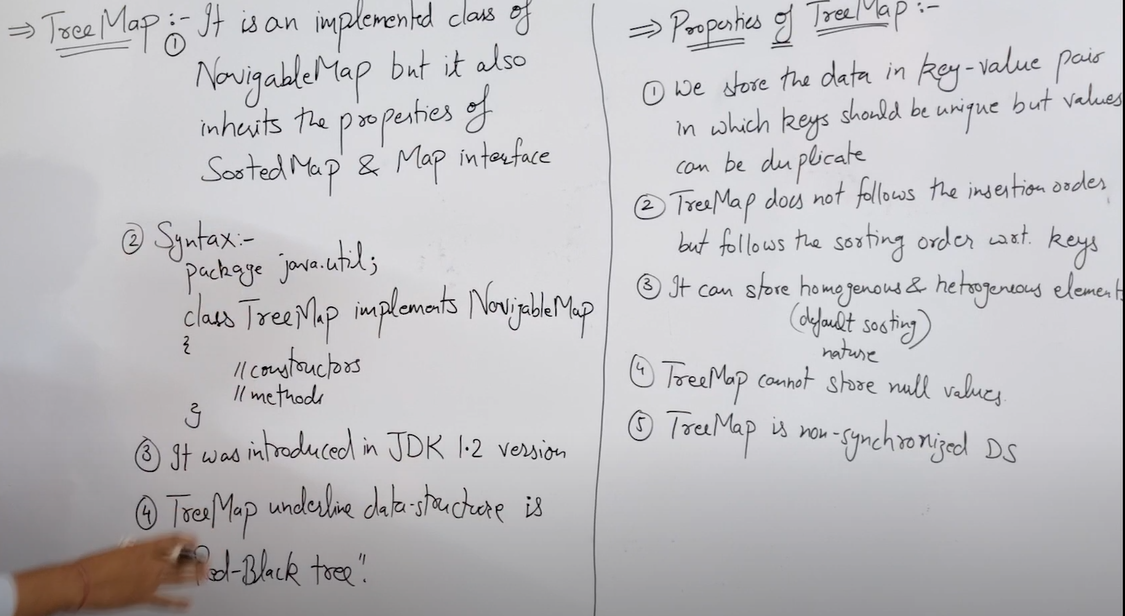 ⇒ TreeMap :- It is an implemented class of
① NavigableMap but it also
inherits the properties of
SortedMap & Map interface
② Syntax:-
package java.util;
class TreeMap implements NavigableMap
{
//constructors
//methods
}
③ It was introduced in JDK 1.2 version
④ TreeMap underline data-structure is
Red-Black tree".
⇒ Properties of TreeMap :-
① We store the data in key-value pair
in which keys should be unique but values
can be duplicate
② TreeMap does not follows the insertion order
but follows the sorting order wrt. keys
③ It can store homogenous & hetrogeneous element
(default sorting)
nature
④ TreeMap cannot store null values.
⑤ TreeMap is non-synchronized DS